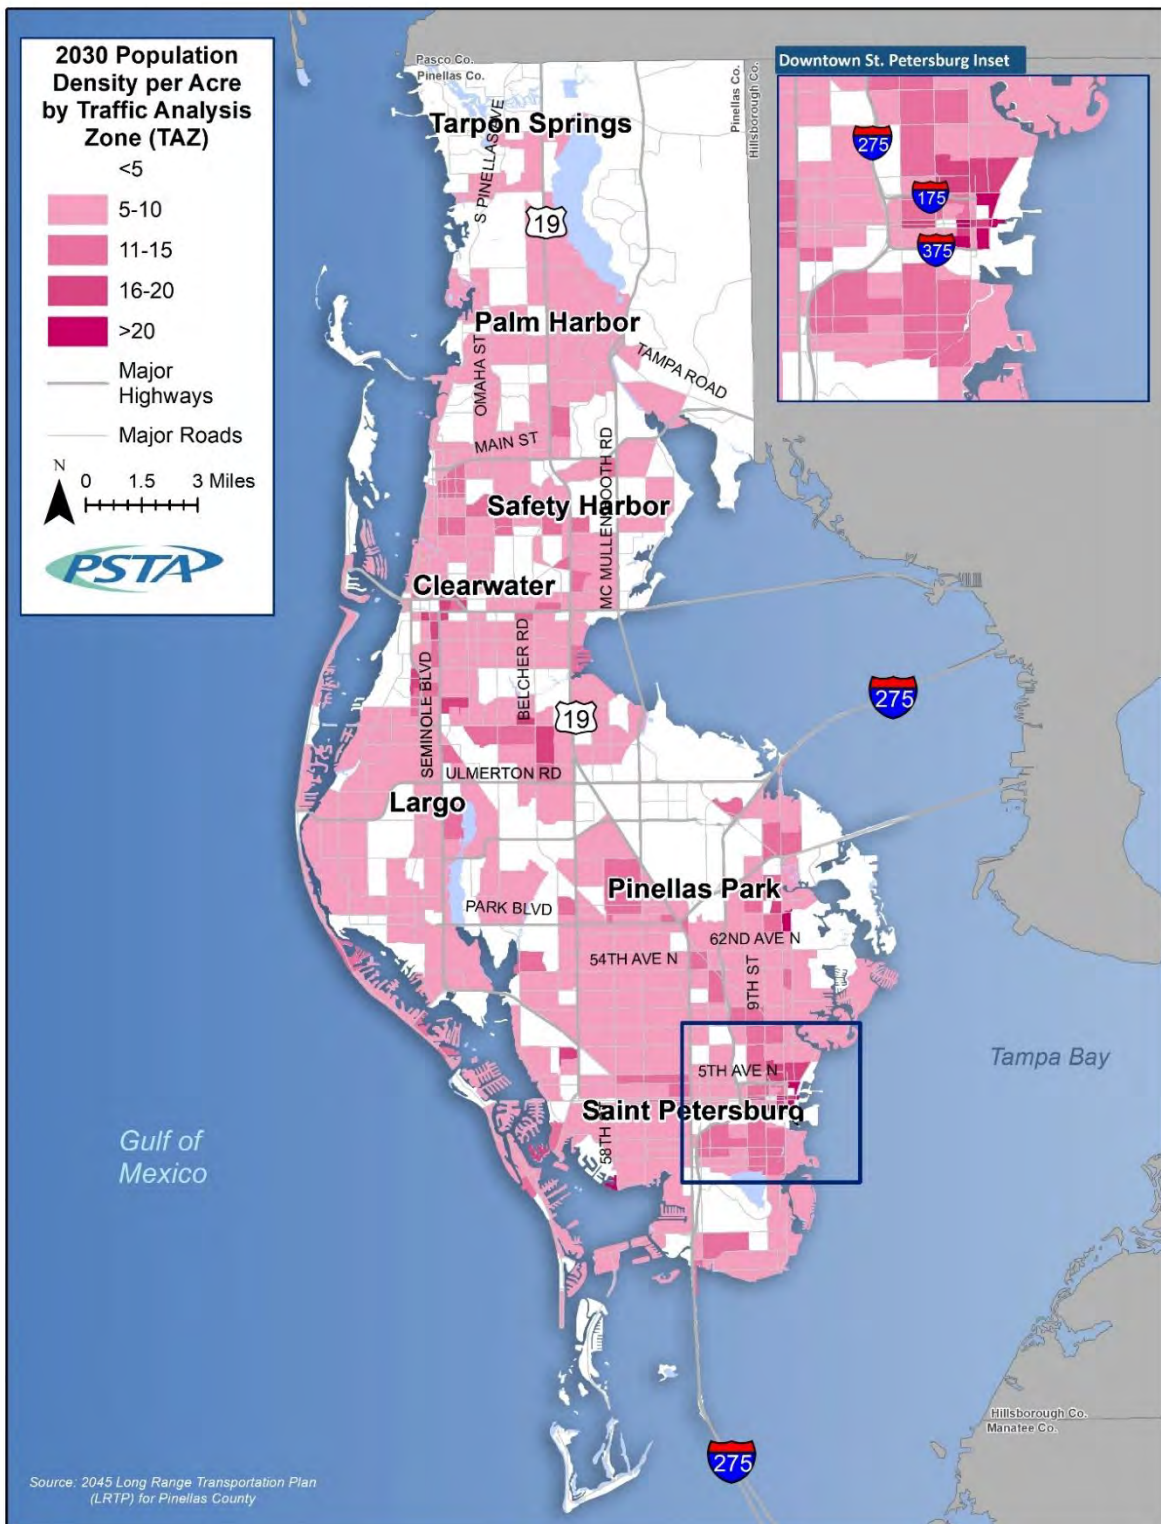 2030 Population
Density per Acre
by Traffic Analysis
Zone (TAZ)
<5
5-10
11-15
16-20
>20
Major
Highways
Major Roads
N
0 1.5 3 Miles
PSTA
Pasco Co.
Pinellas Co.
Pinellas Co.
Hillsborough Co.
Downtown St. Petersburg Inset
275
175
375
Tarpon Springs
S PINELLAS AVE
19
Palm Harbor
OMAHA ST
TAMPA ROAD
MAIN ST
MC MULLEN BOOTH RD
Safety Harbor
Clearwater
SEMINOLE BLVD
BELCHER RD
19
275
ULMERTON RD
Largo
Pinellas Park
PARK BLVD
62ND AVE N
54TH AVE N
9TH ST
5TH AVE N
Tampa Bay
Saint Petersburg
58TH
Gulf of
Mexico
Hillsborough Co.
Manatee Co.
275
Source: 2045 Long Range Transportation Plan
(LRTP) for Pinellas County